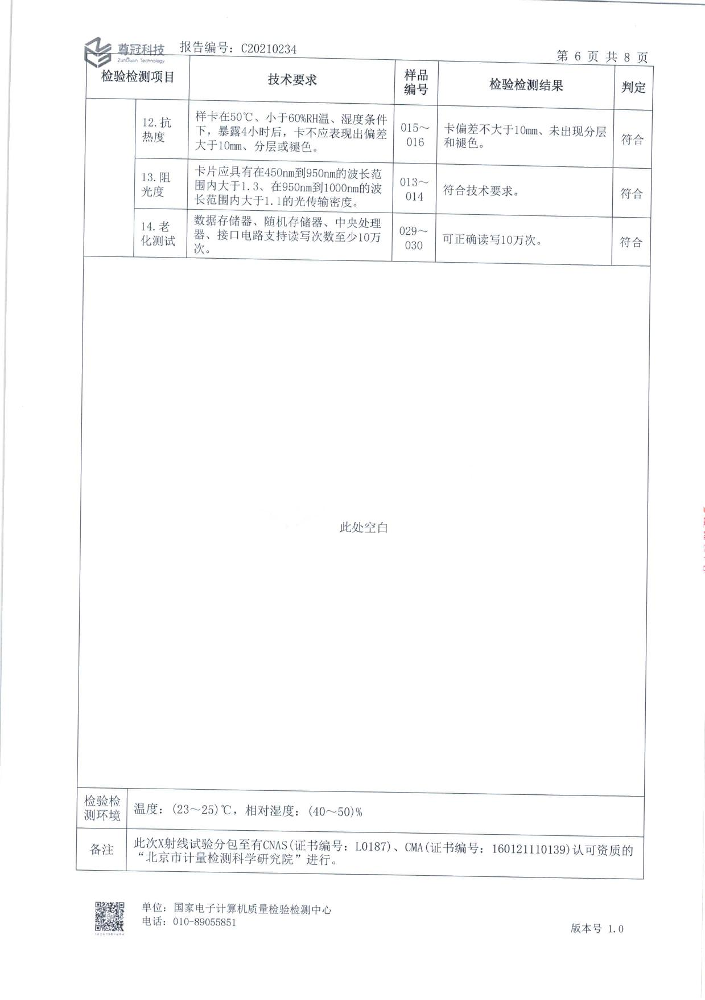 尊冠科技
ZunGuan Technology
报告编号：C20210234
第 6 页 共 8 页
检验检测项目
技术要求
样品
编号
检验检测结果
判定
12.抗
热度
样卡在50℃、小于60%RH温、湿度条件
下，暴露4小时后，卡不应表现出偏差
大于10mm、分层或褪色。
015～
016
卡偏差不大于10mm、未出现分层
和褪色。
符合
13.阻
光度
卡片应具有在450nm到950nm的波长范
围内大于1.3、在950nm到1000nm的波
长范围内大于1.1的光传输密度。
013～
014
符合技术要求。
符合
14.老
化测试
数据存储器、随机存储器、中央处理
器、接口电路支持读写次数至少10万
次。
029～
030
可正确读写10万次。
符合
此处空白
检验检
测环境
温度：(23～25)℃，相对湿度：(40～50)%
备注
此次X射线试验分包至有CNAS(证书编号：L0187)、CMA(证书编号：160121110139)认可资质的
“北京市计量检测科学研究院”进行。
单位：国家电子计算机质量检验检测中心
电话：010-89055851
版本号 1.0